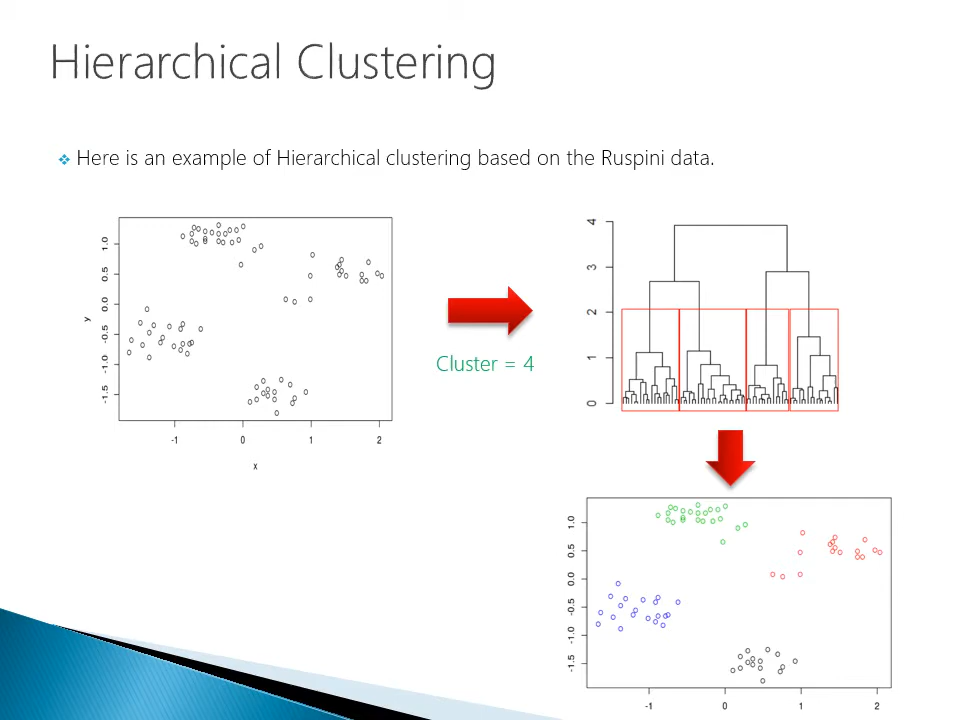 Hierarchical Clustering
Here is an example of Hierarchical clustering based on the Ruspini data.
1.0
0.5
0.0
-0.5
-1.0
-1.5
y
-1 0 1 2
x
Cluster = 4
4
3
2
1
0
1.0
0.5
0.0
-0.5
-1.0
-1.5
-1 0 1 2